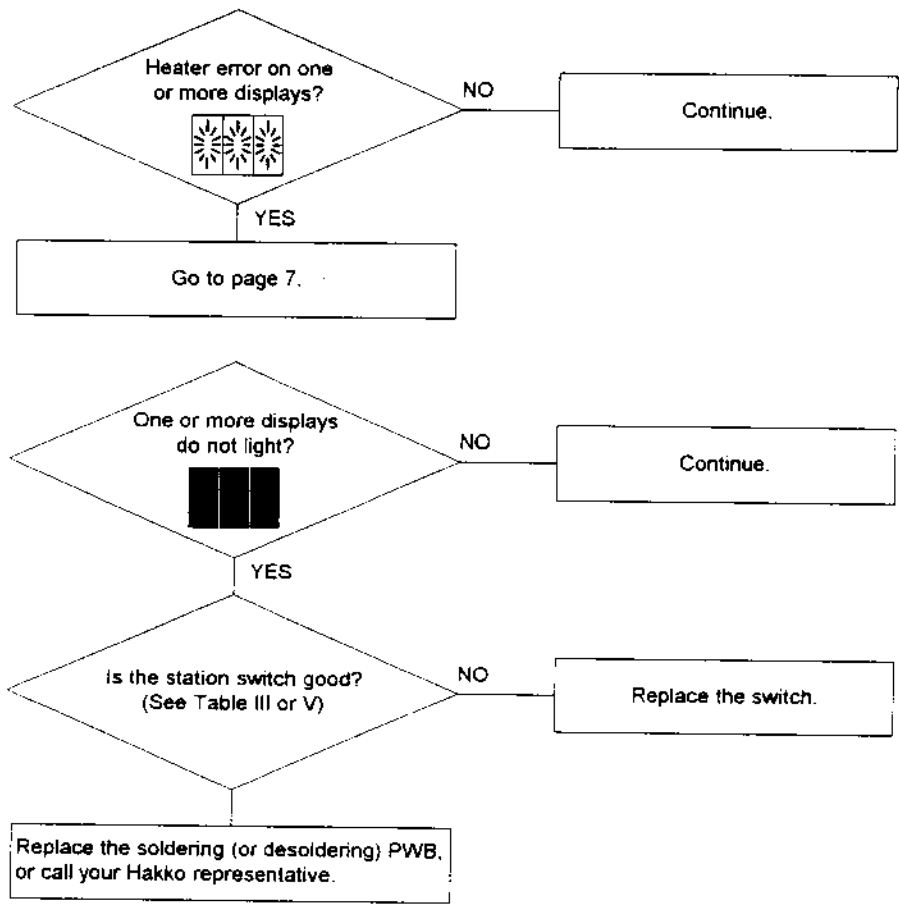 Heater error on one
or more displays?
NO
Continue.
YES
Go to page 7.
One or more displays
do not light?
NO
Continue.
YES
Is the station switch good?
(See Table III or V)
NO
Replace the switch.
Replace the soldering (or desoldering) PWB,
or call your Hakko representative.